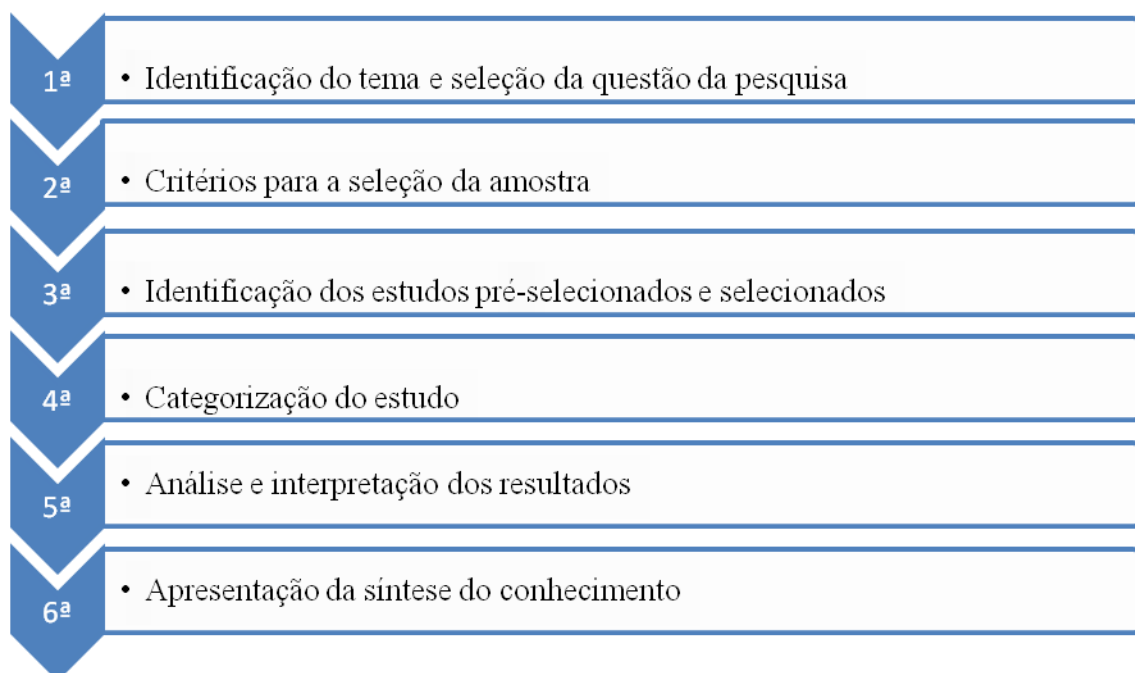 1ª • Identificação do tema e seleção da questão da pesquisa
2ª • Critérios para a seleção da amostra
3ª • Identificação dos estudos pré-selecionados e selecionados
4ª • Categorização do estudo
5ª • Análise e interpretação dos resultados
6ª • Apresentação da síntese do conhecimento